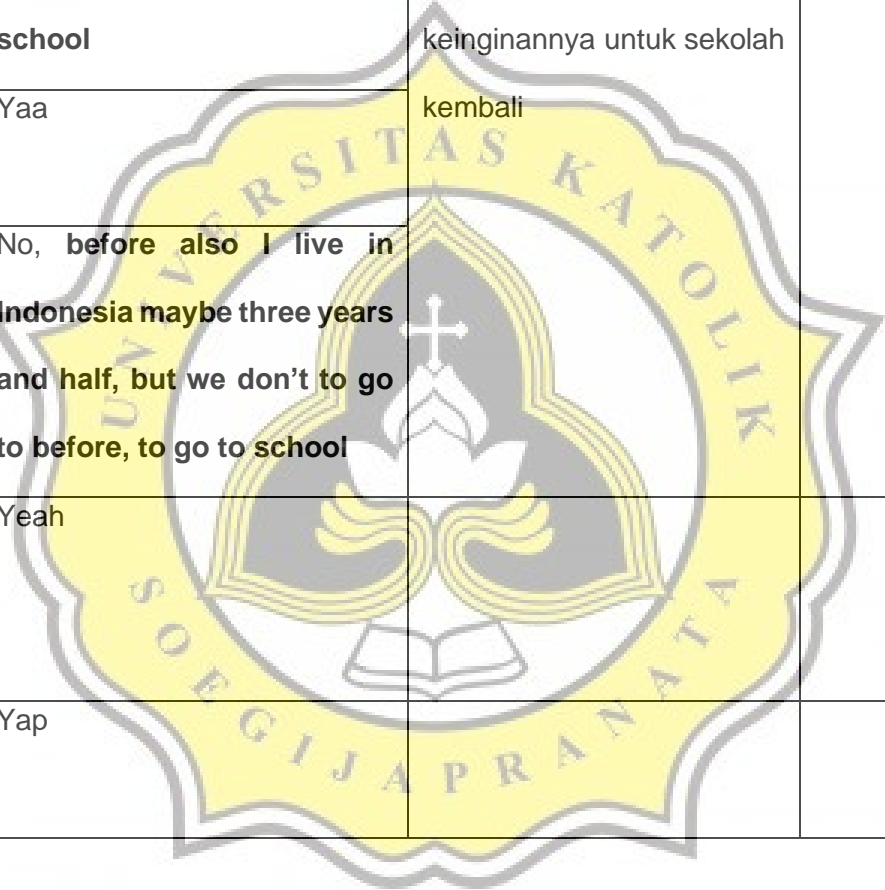 school
keinginannya untuk sekolah
kembali
Yaa
No, before also I live in
Indonesia maybe three years
and half, but we don't to go
to before, to go to school
Yeah
Yap
UNIVERSITAS KATOLIK
SOEGIJAPRANATA